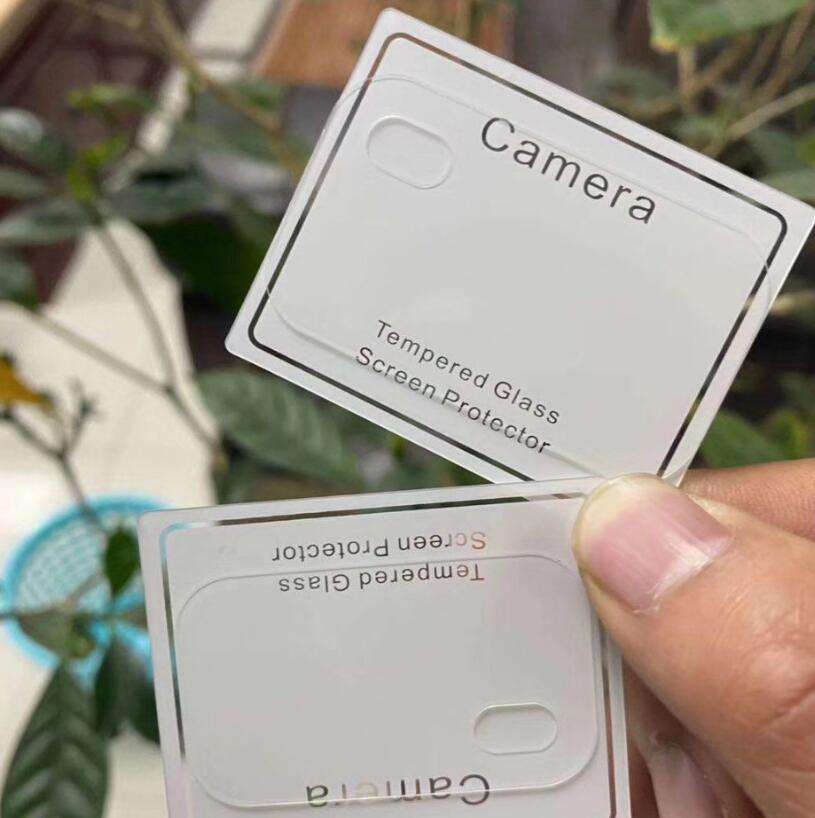 Camera
Tempered Glass
Screen Protector
Camera
Tempered Glass
Screen Protector